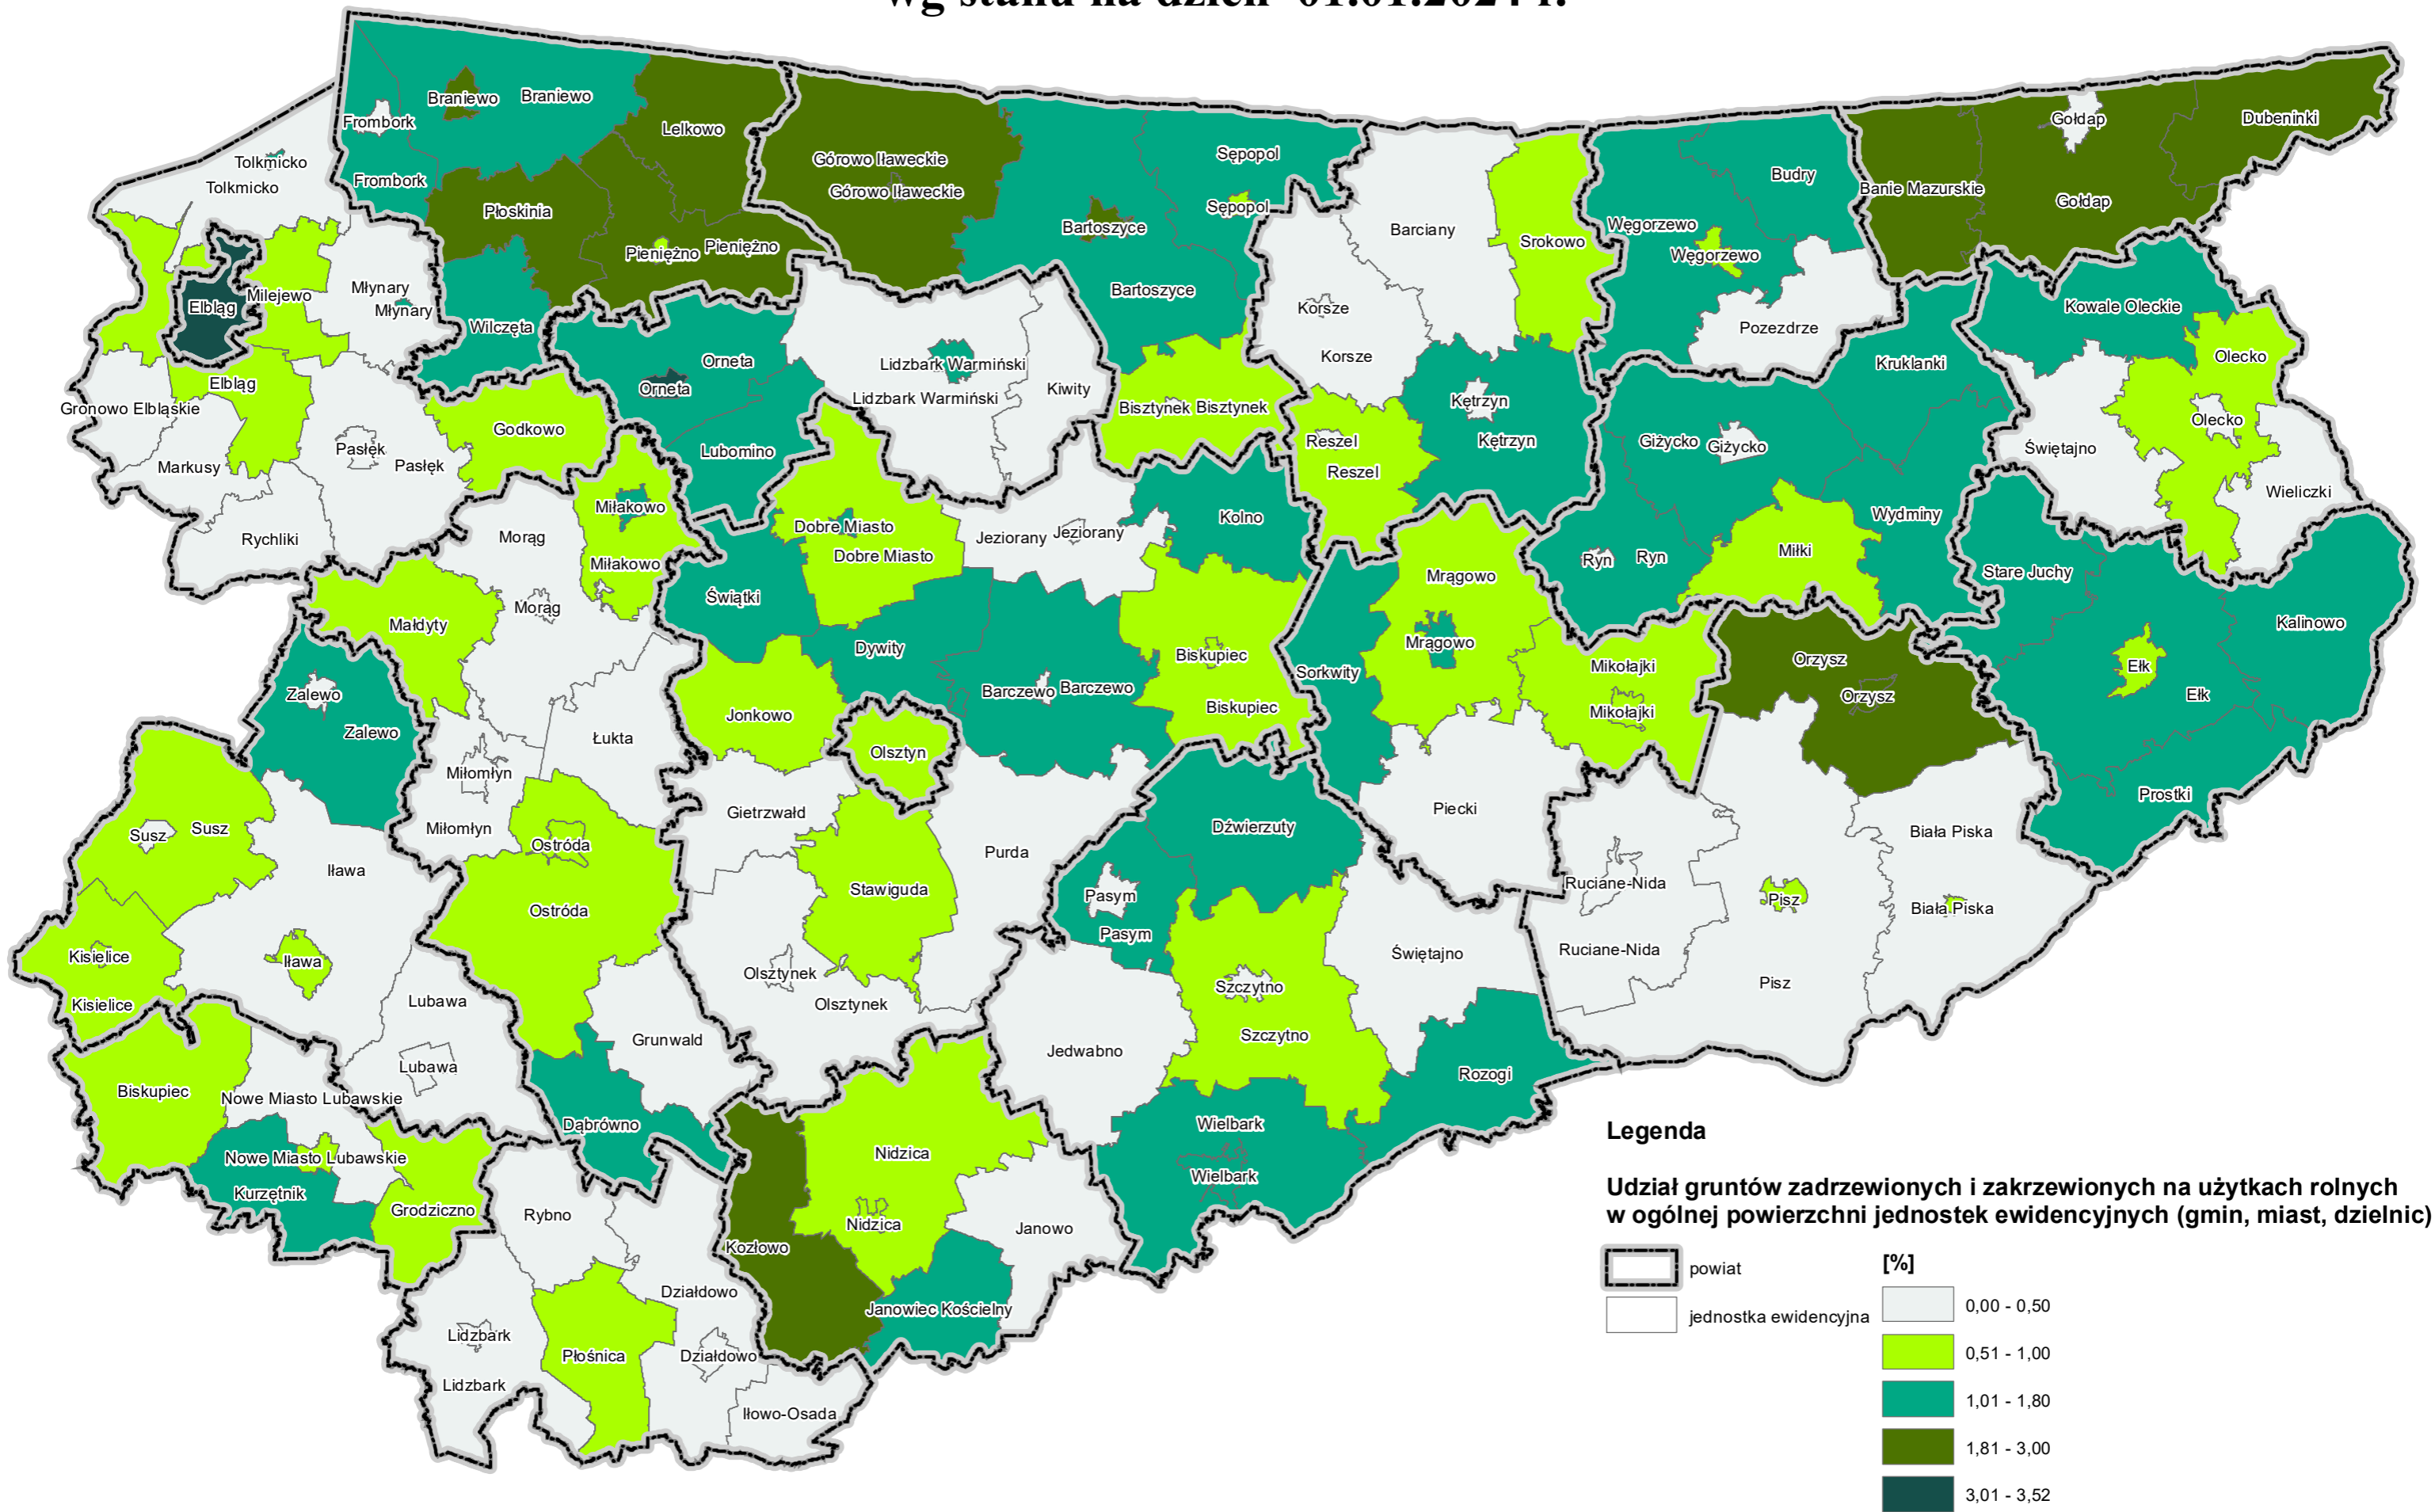 wg stanu na dzień 01.01.2024 r.
Braniewo
Braniewo
Frombork
Lelkowo
Gołdap
Dubeninki
Tolkmicko
Tolkmicko
Frombork
Górowo Iławeckie
Górowo Iławeckie
Sępopol
Budry
Banie Mazurskie
Gołdap
Płoskinia
Sępopol
Bartoszyce
Barciany
Srokowo
Węgorzewo
Węgorzewo
Pieniężno
Pieniężno
Młynary
Młynary
Milejewo
Elbląg
Bartoszyce
Korsze
Korsze
Pozezdrze
Kowale Oleckie
Wilczęta
Orneta
Orneta
Lidzbark Warmiński
Lidzbark Warmiński
Kiwity
Kruklanki
Olecko
Elbląg
Gronowo Elbląskie
Godkowo
Bisztynek
Bisztynek
Kętrzyn
Kętrzyn
Olecko
Markusy
Pasłęk
Pasłęk
Lubomino
Reszel
Reszel
Giżycko
Giżycko
Świętajno
Wieliczki
Rychliki
Morąg
Miłakowo
Miłakowo
Dobre Miasto
Dobre Miasto
Jeziorany
Jeziorany
Kolno
Wydminy
Ryn
Ryn
Miłki
Stare Juchy
Małdyty
Morąg
Świątki
Dywity
Biskupiec
Biskupiec
Mrągowo
Mrągowo
Sorkwity
Mikołajki
Mikołajki
Orzysz
Orzysz
Ełk
Ełk
Kalinowo
Zalewo
Zalewo
Łukta
Jonkowo
Barczewo
Barczewo
Olsztyn
Miłomłyn
Miłomłyn
Gietrzwałd
Piecki
Prostki
Susz
Susz
Ostróda
Ostróda
Iława
Purda
Dźwierzuty
Biała Piska
Biała Piska
Stawiguda
Pasym
Pasym
Ruciane-Nida
Ruciane-Nida
Pisz
Pisz
Kisielice
Kisielice
Iława
Olsztynek
Olsztynek
Świętajno
Lubawa
Lubawa
Szczytno
Szczytno
Grunwald
Jedwabno
Rozogi
Biskupiec
Nowe Miasto Lubawskie
Nowe Miasto Lubawskie
Dąbrówno
Nidzica
Nidzica
Wielbark
Wielbark
Kurzętnik
Grodziczno
Rybno
Kozłowo
Janowo
Działdowo
Działdowo
Janowiec Kościelny
Lidzbark
Lidzbark
Płośnica
Iłowo-Osada
Legenda
Udział gruntów zadrzewionych i zakrzewionych na użytkach rolnych
w ogólnej powierzchni jednostek ewidencyjnych (gmin, miast, dzielnic)
powiat
jednostka ewidencyjna
[%]
0,00 - 0,50
0,51 - 1,00
1,01 - 1,80
1,81 - 3,00
3,01 - 3,52